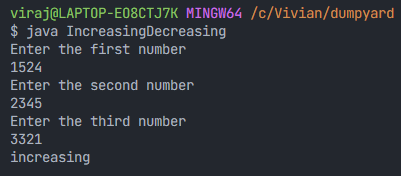 viraj@LAPTOP-EO8CTJ7K MINGW64 /c/Vivian/dumpyard
$ java IncreasingDecreasing
Enter the first number
1524
Enter the second number
2345
Enter the third number
3321
increasing